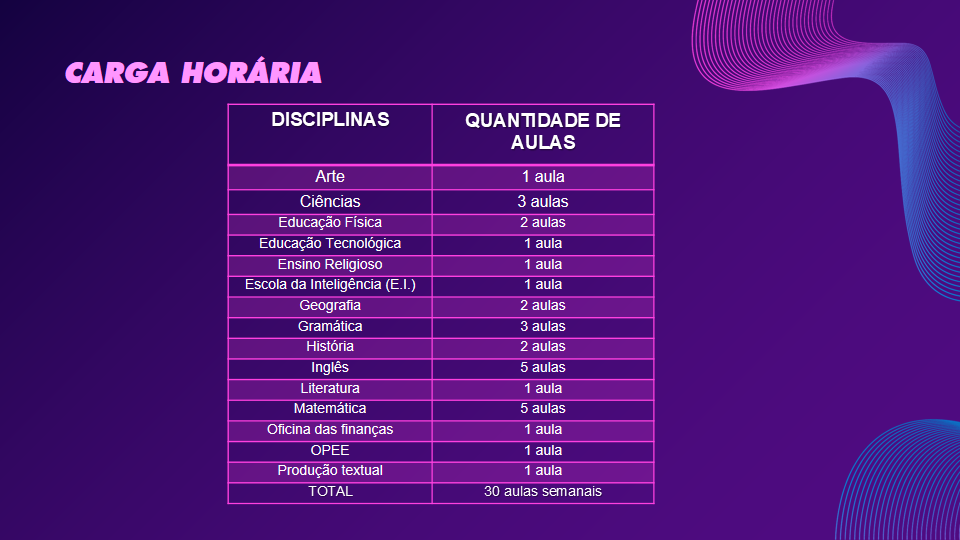 CARGA HORÁRIA
DISCIPLINAS QUANTIDADE DE AULAS
Arte 1 aula
Ciências 3 aulas
Educação Física 2 aulas
Educação Tecnológica 1 aula
Ensino Religioso 1 aula
Escola da Inteligência (E.I.) 1 aula
Geografia 2 aulas
Gramática 3 aulas
História 2 aulas
Inglês 5 aulas
Literatura 1 aula
Matemática 5 aulas
Oficina das finanças 1 aula
OPEE 1 aula
Produção textual 1 aula
TOTAL 30 aulas semanais